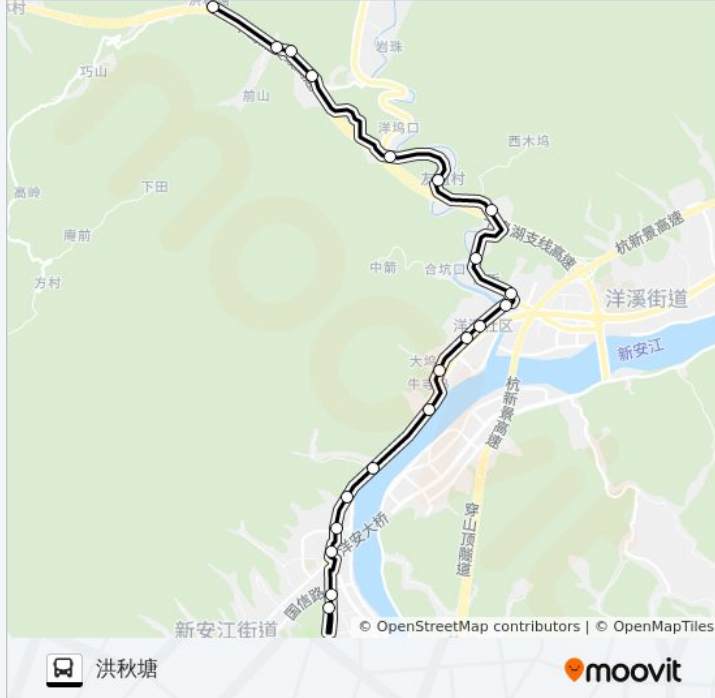 岩珠
巧山
前山
洋坞口
西木坞
下田
高岭
庵前
杭新景高速
湖支线高速
方村
中箭
合坑口
洋溪街道
新安江
大坞
杭新景高速
洋安大桥
穿山顶隧道
国信路
新安江街道
© OpenStreetMap contributors | © OpenMapTiles
洪秋塘
moovit